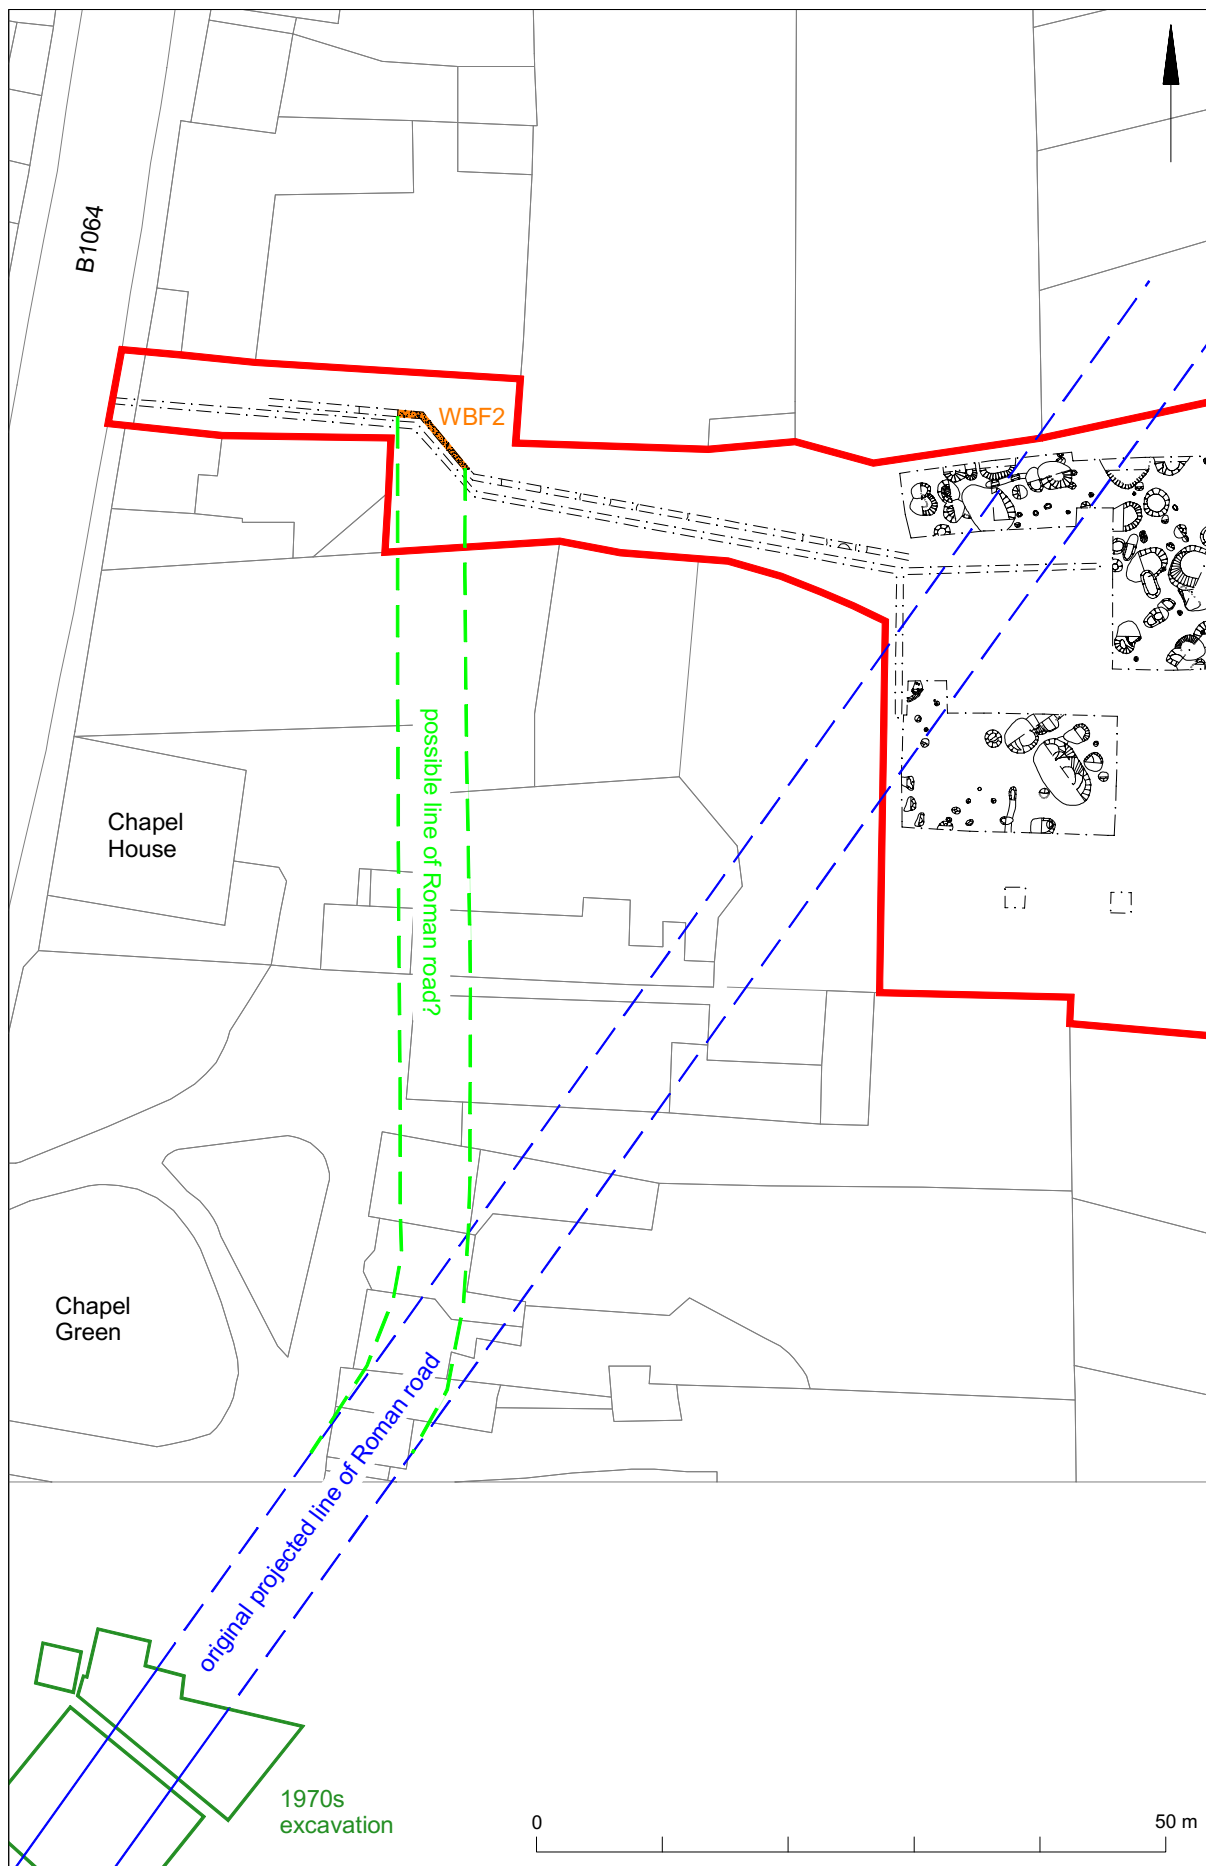 B1064
WBF2
possible line of Roman road?
Chapel
House
Chapel
Green
original projected line of Roman road
1970s
excavation
0
50 m